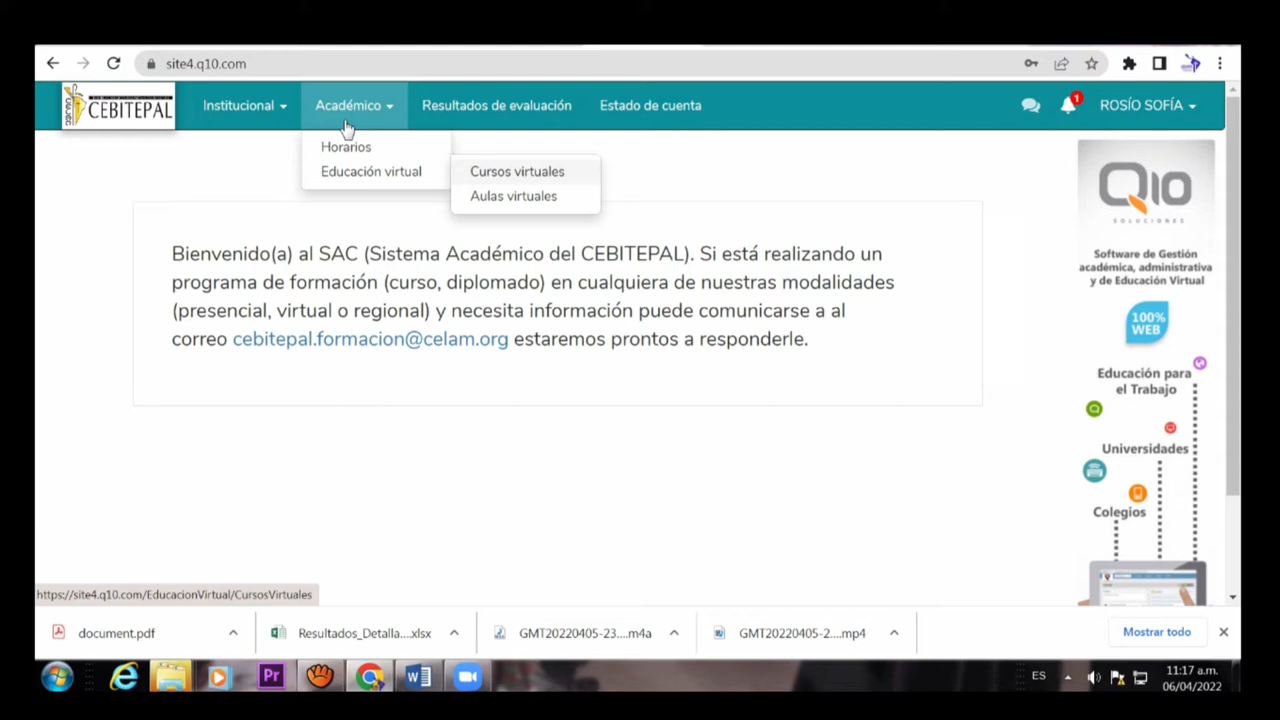 site4.q10.com
CEBITEPAL
Institucional
Académico
Resultados de evaluación
Estado de cuenta
1
ROSÍO SOFÍA
Horarios
Educación virtual
Cursos virtuales
Aulas virtuales
Bienvenido(a) al SAC (Sistema Académico del CEBITEPAL). Si está realizando un
programa de formación (curso, diplomado) en cualquiera de nuestras modalidades
(presencial, virtual o regional) y necesita información puede comunicarse a al
correo cebitepal.formacion@celam.org estaremos prontos a responderle.
Q10
SOLUCIONES
Software de Gestión
académica, administrativa
y de Educación Virtual
100%
WEB
Educación para
el Trabajo
Universidades
Colegios
https://site4.q10.com/EducacionVirtual/CursosVirtuales
document.pdf
Resultados_Detalla....xlsx
GMT20220405-23....m4a
GMT20220405-2....mp4
Mostrar todo
Pr
W
ES
11:17 a.m.
06/04/2022